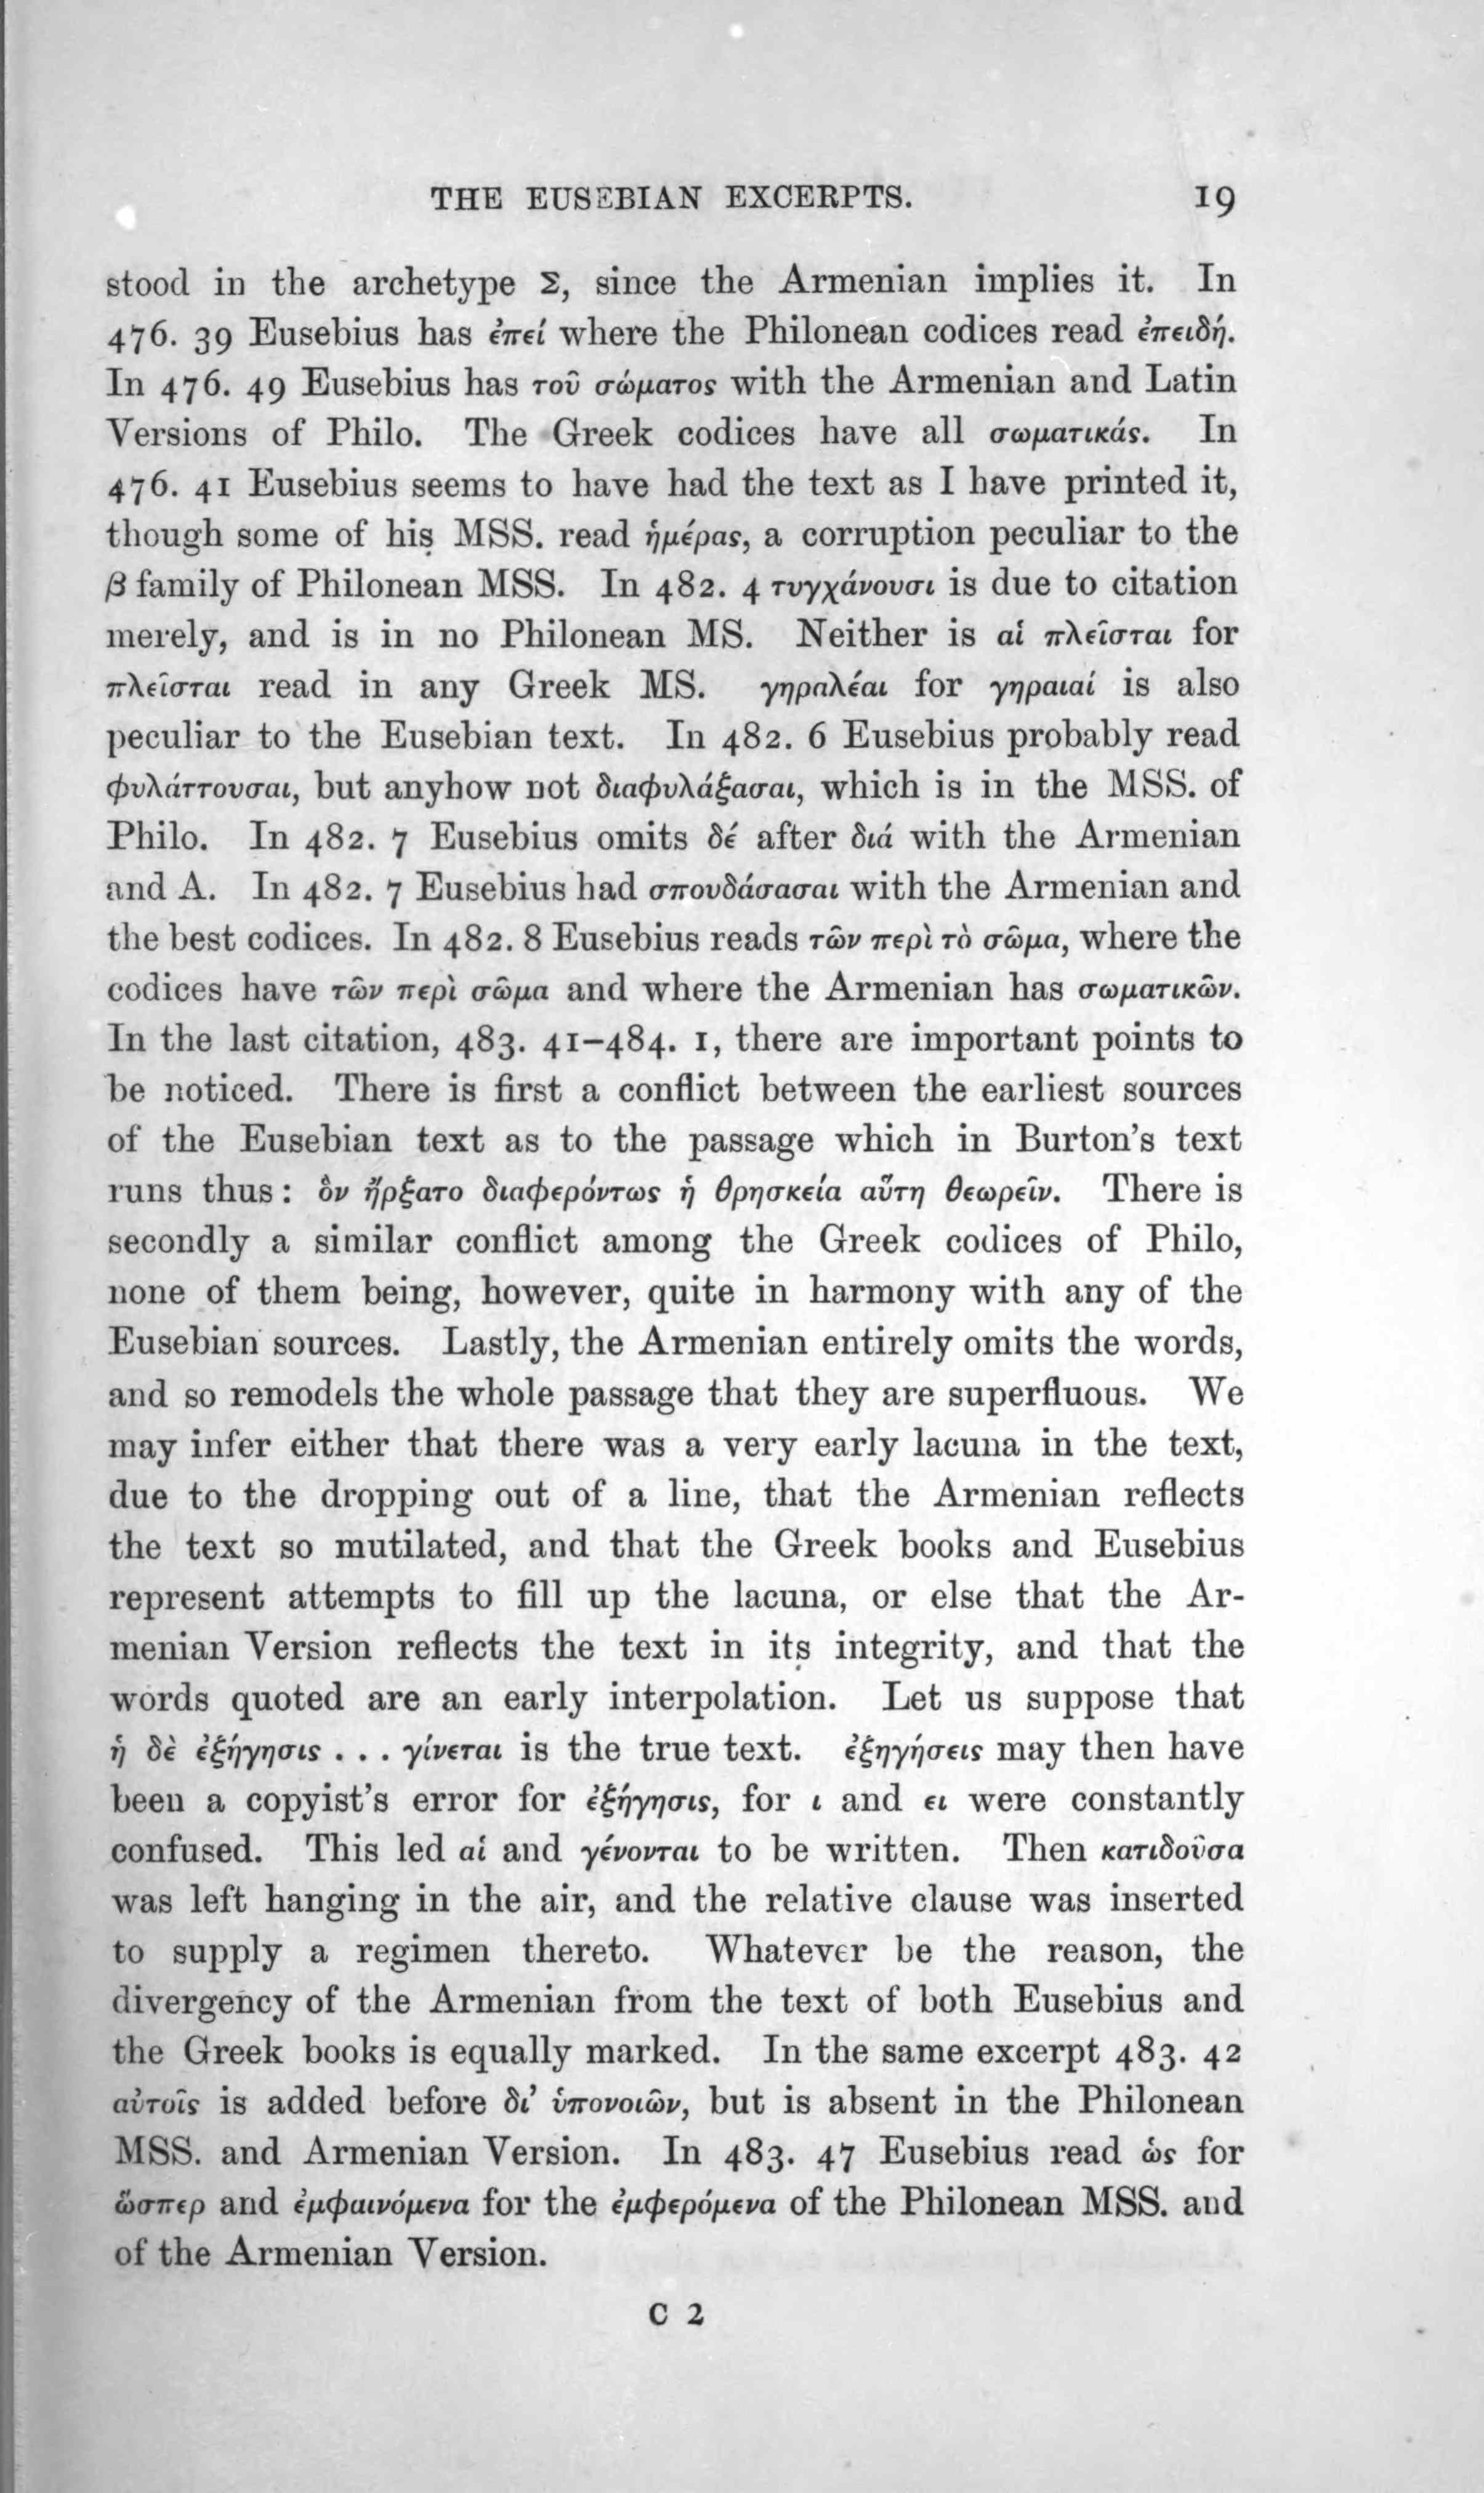 THE EUSEBIAN EXCERPTS. 19
stood in the archetype Σ, since the Armenian implies it. In
476. 39 Eusebius has ἐπεί where the Philonean codices read ἐπειδή.
In 476. 49 Eusebius has τοῦ σώματος with the Armenian and Latin
Versions of Philo. The Greek codices have all σωματικάς. In
476. 41 Eusebius seems to have had the text as I have printed it,
though some of his MSS. read ἡμέρας, a corruption peculiar to the
β family of Philonean MSS. In 482. 4 τυγχάνουσι is due to citation
merely, and is in no Philonean MS. Neither is αἱ πλεῖσται for
πλεῖσται read in any Greek MS. γηραλέαι for γηραιαί is also
peculiar to the Eusebian text. In 482. 6 Eusebius probably read
φυλάττουσαι, but anyhow not διαφυλάξασαι, which is in the MSS. of
Philo. In 482. 7 Eusebius omits δέ after διά with the Armenian
and A. In 482. 7 Eusebius had σπουδάσασαι with the Armenian and
the best codices. In 482. 8 Eusebius reads τῶν περὶ τὸ σῶμα, where the
codices have τῶν περὶ σῶμα and where the Armenian has σωματικῶν.
In the last citation, 483. 41–484. 1, there are important points to
be noticed. There is first a conflict between the earliest sources
of the Eusebian text as to the passage which in Burton's text
runs thus: ὃν ἤρξατο διαφερόντως ἡ θρησκεία αὕτη θεωρεῖν. There is
secondly a similar conflict among the Greek codices of Philo,
none of them being, however, quite in harmony with any of the
Eusebian sources. Lastly, the Armenian entirely omits the words,
and so remodels the whole passage that they are superfluous. We
may infer either that there was a very early lacuna in the text,
due to the dropping out of a line, that the Armenian reflects
the text so mutilated, and that the Greek books and Eusebius
represent attempts to fill up the lacuna, or else that the Ar-
menian Version reflects the text in its integrity, and that the
words quoted are an early interpolation. Let us suppose that
ἡ δὲ ἐξήγησις . . . γίνεται is the true text. ἐξηγήσεις may then have
been a copyist's error for ἐξήγησις, for ι and ει were constantly
confused. This led αἱ and γένονται to be written. Then κατιδοῦσα
was left hanging in the air, and the relative clause was inserted
to supply a regimen thereto. Whatever be the reason, the
divergency of the Armenian from the text of both Eusebius and
the Greek books is equally marked. In the same excerpt 483. 42
αὐτοῖς is added before δι' ὑπονοιῶν, but is absent in the Philonean
MSS. and Armenian Version. In 483. 47 Eusebius read ὡς for
ὥσπερ and ἐμφαινόμενα for the ἐμφερόμενα of the Philonean MSS. and
of the Armenian Version.
C 2